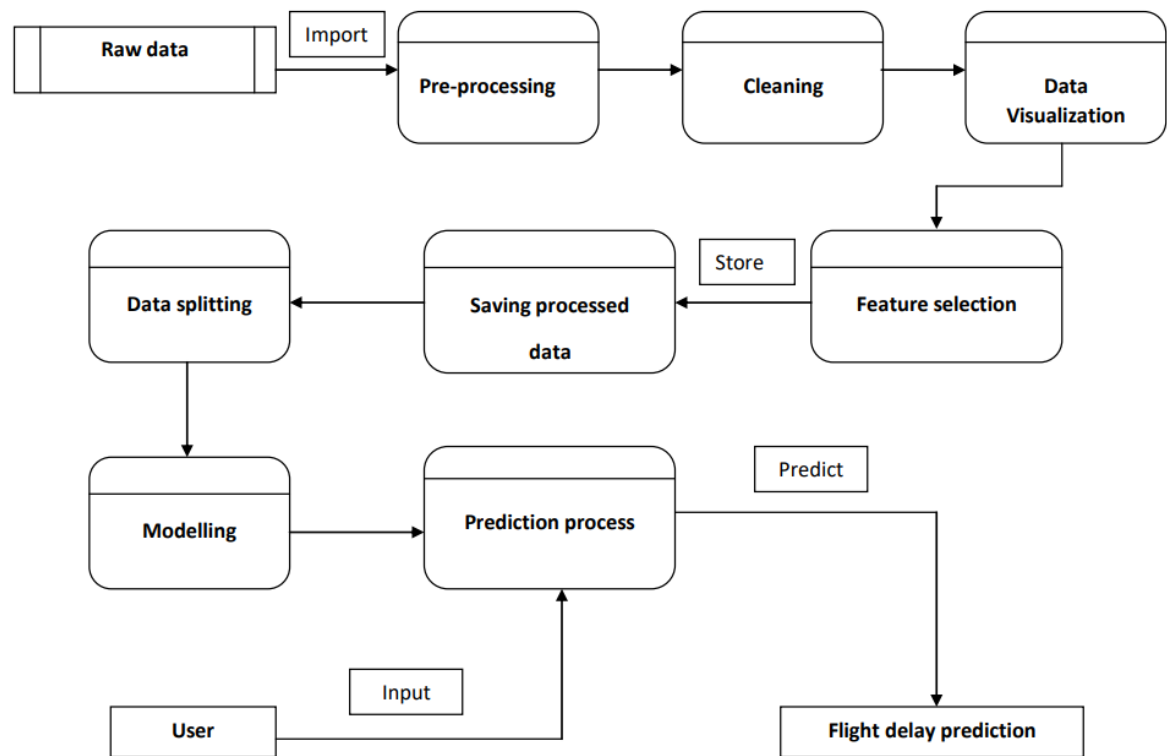 Raw data
Import
Pre-processing
Cleaning
Data
Visualization
Data splitting
Saving processed
data
Store
Feature selection
Modelling
Prediction process
Predict
Input
User
Flight delay prediction